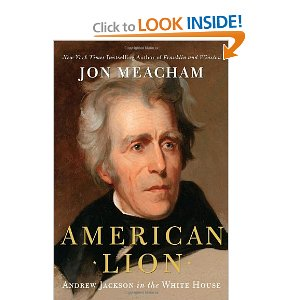 Click to LOOK INSIDE!
New York Times Bestselling Author of Franklin and Winston
JON MEACHAM
AMERICAN
LION
ANDREW JACKSON in the WHITE HOUSE